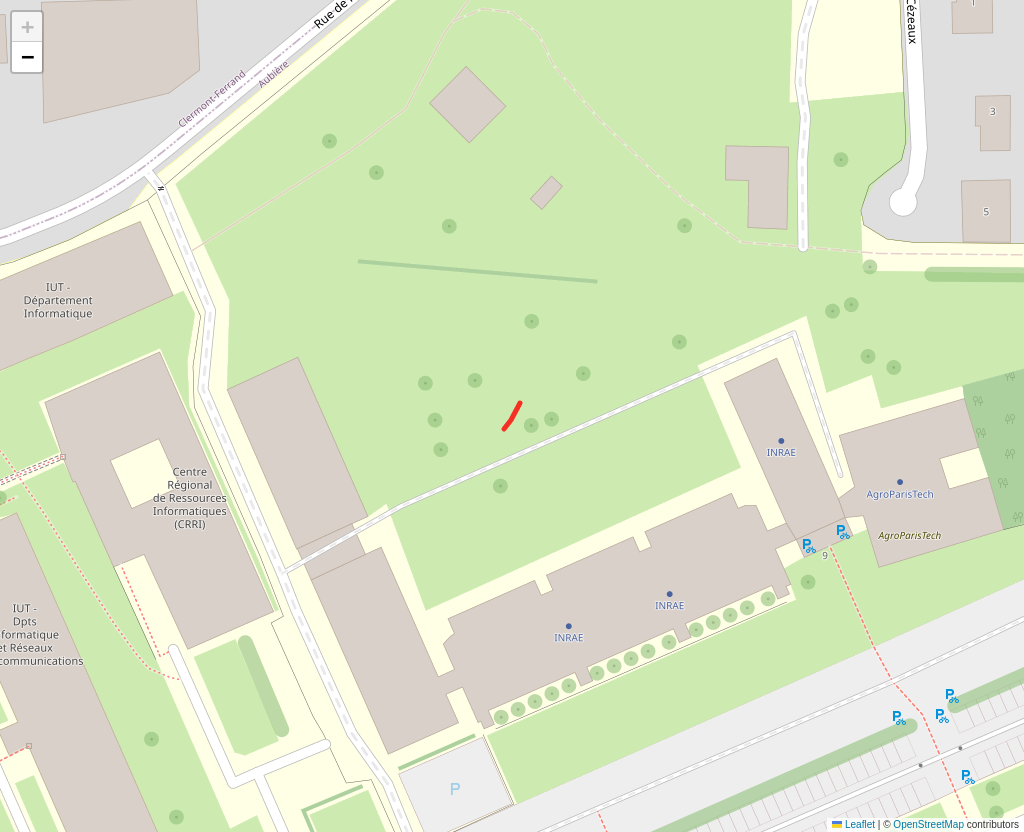 +
−
Rue de
Clermont-Ferrand
Aubière
Cézeaux
1
3
5
IUT -
Département
Informatique
Centre
Régional
de Ressources
Informatiques
(CRRI)
INRAE
AgroParisTech
AgroParisTech
9
INRAE
INRAE
IUT -
Dpts
formatique
et Réseaux
communications
P
Leaflet | © OpenStreetMap contributors